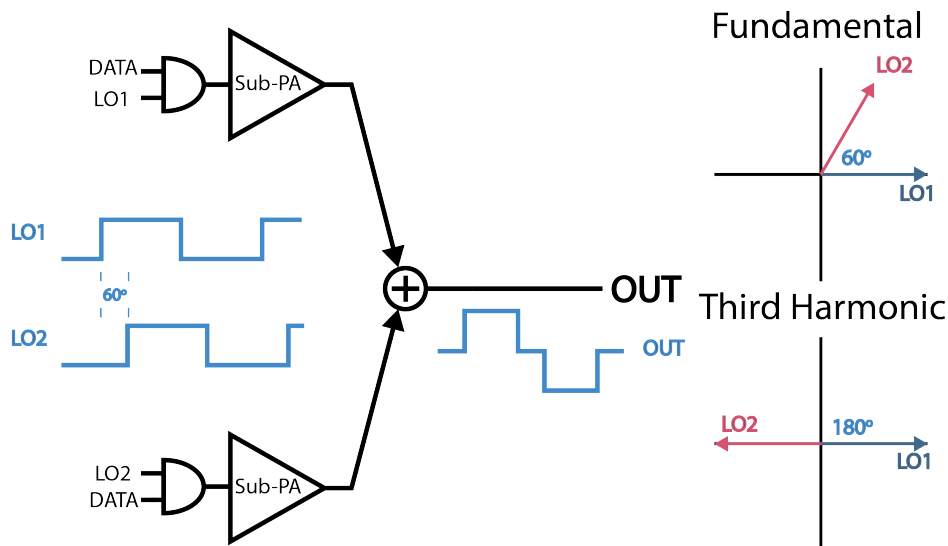 DATA
LO1
Sub-PA
LO1
60º
LO2
LO2
DATA
Sub-PA
OUT
OUT
Fundamental
LO2
60º
LO1
Third Harmonic
LO2
180º
LO1